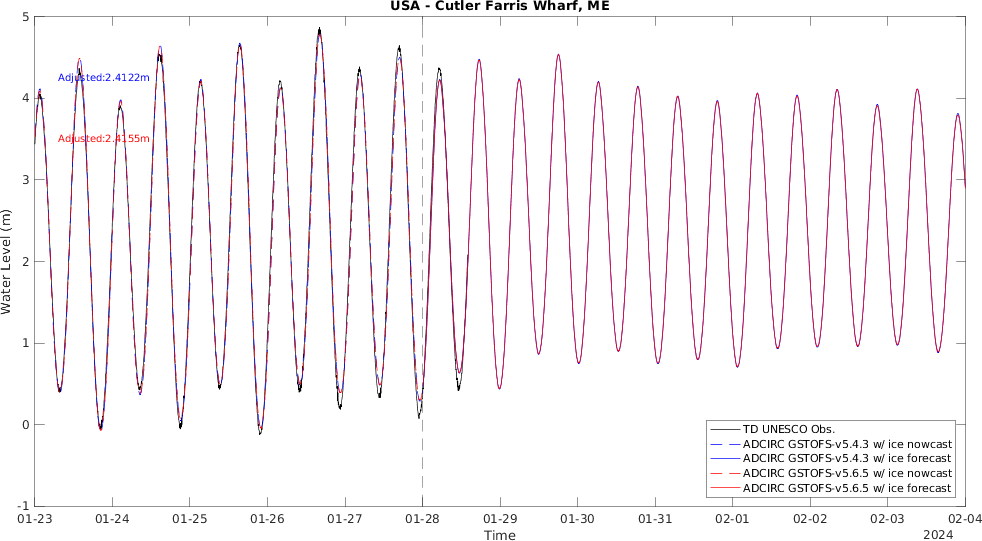 USA - Cutler Farris Wharf, ME
5
4
3
2
1
0
-1
Water Level (m)
Adjusted:2.4122m
Adjusted:2.4155m
TD UNESCO Obs.
ADCIRC GSTOFS-v5.4.3 w/ ice nowcast
ADCIRC GSTOFS-v5.4.3 w/ ice forecast
ADCIRC GSTOFS-v5.6.5 w/ ice nowcast
ADCIRC GSTOFS-v5.6.5 w/ ice forecast
01-23 01-24 01-25 01-26 01-27 01-28 01-29 01-30 01-31 02-01 02-02 02-03 02-04
Time
2024